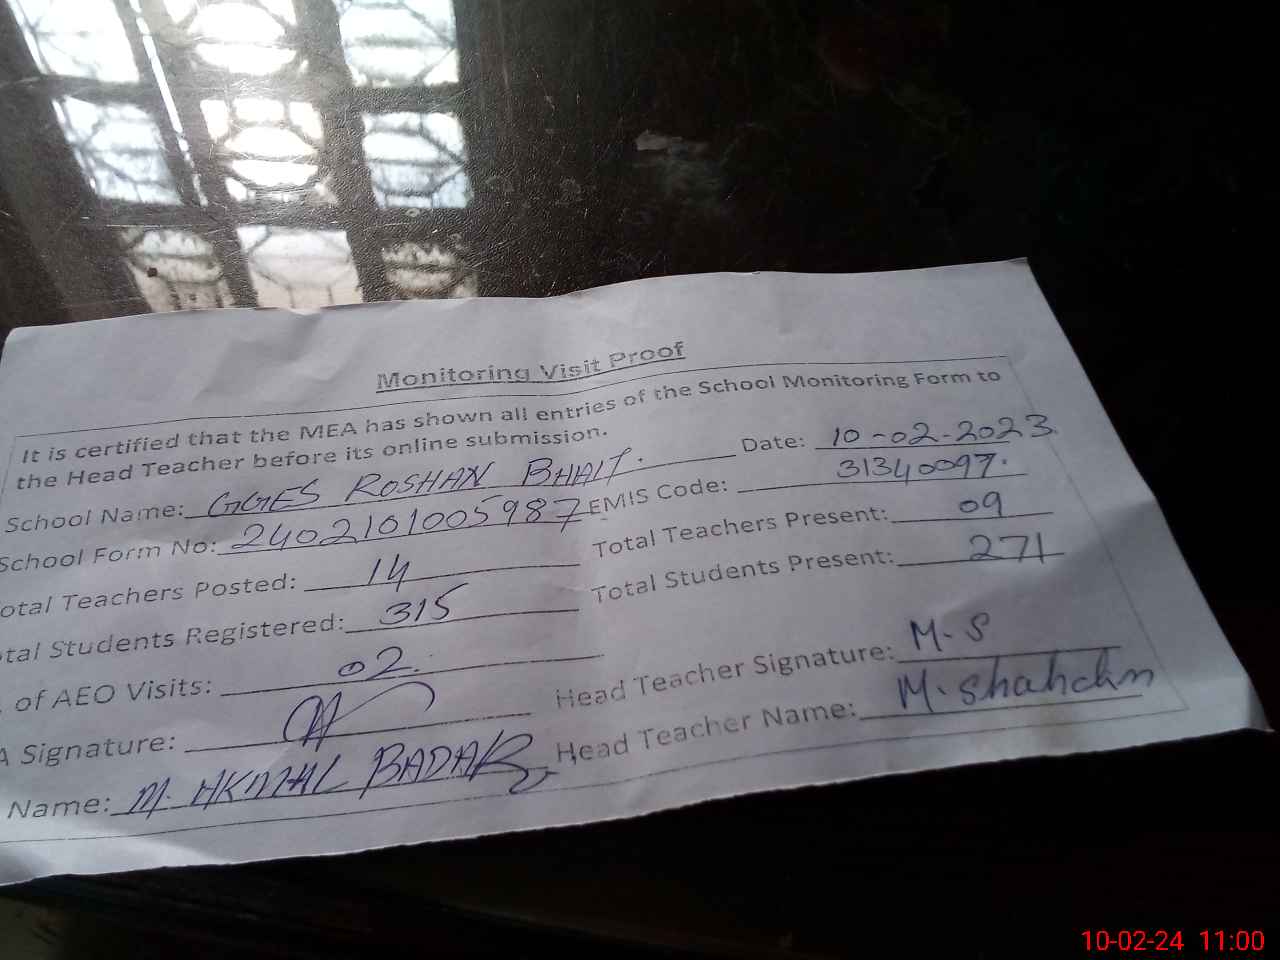 Monitoring Visit Proof
It is certified that the MEA has shown all entries of the School Monitoring Form to
the Head Teacher before its online submission.
Date: 10-02-2023.
School Name: GGES ROSHAN BHAIT.
EMIS Code: 31340097.
School Form No: 2402101005987
Total Teachers Present: 09
otal Teachers Posted: 14
Total Students Present: 271
tal Students Registered: 315
. of AEO Visits: 02.
Head Teacher Signature: M.S
A Signature:
Head Teacher Name: M.
Name: M. AKMAL BADAR
10-02-24 11:00